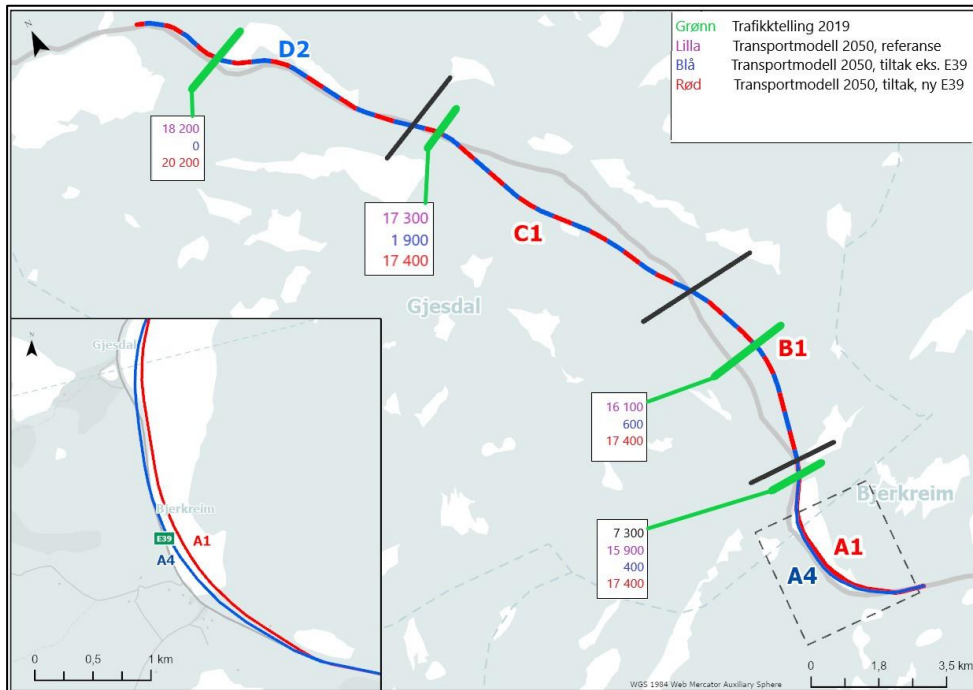 N
D2
Grønn Trafikktelling 2019
Lilla Transportmodell 2050, referanse
Blå Transportmodell 2050, tiltak eks. E39
Rød Transportmodell 2050, tiltak, ny E39
18 200
0
20 200
17 300
1 900
17 400
C1
Gjesdal
B1
16 100
600
17 400
Bjerkreim
7 300
15 900
400
17 400
A1
A4
N
Gjesdal
Bjerkreim
E39
A1
A4
0 0,5 1 km
0 1,8 3,5 km
WGS 1984 Web Mercator Auxiliary Sphere